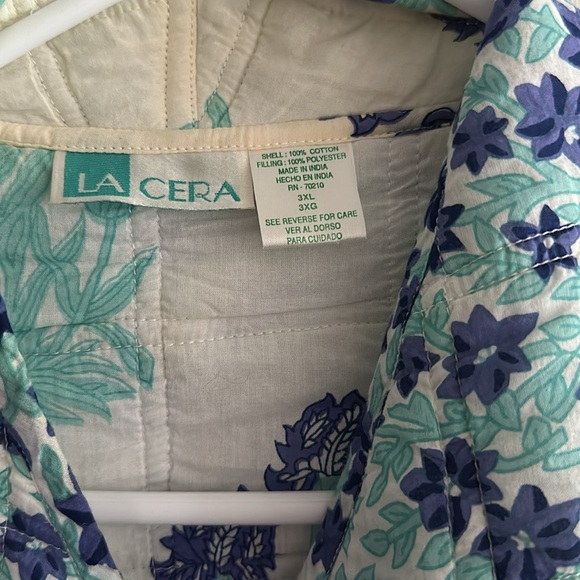 LA CERA
SHELL: 100% COTTON
FILLING: 100% POLYESTER
MADE IN INDIA
HECHO EN INDIA
RN - 70210
3XL
3XG
SEE REVERSE FOR CARE
VER AL DORSO
PARA CUIDADO